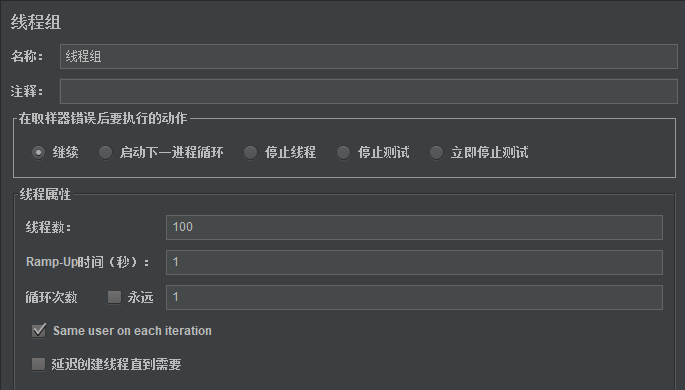 线程组
名称： 线程组
注释：
在取样器错误后要执行的动作
继续 启动下一进程循环 停止线程 停止测试 立即停止测试
线程属性
线程数： 100
Ramp-Up时间（秒）： 1
循环次数 永远 1
Same user on each iteration
延迟创建线程直到需要